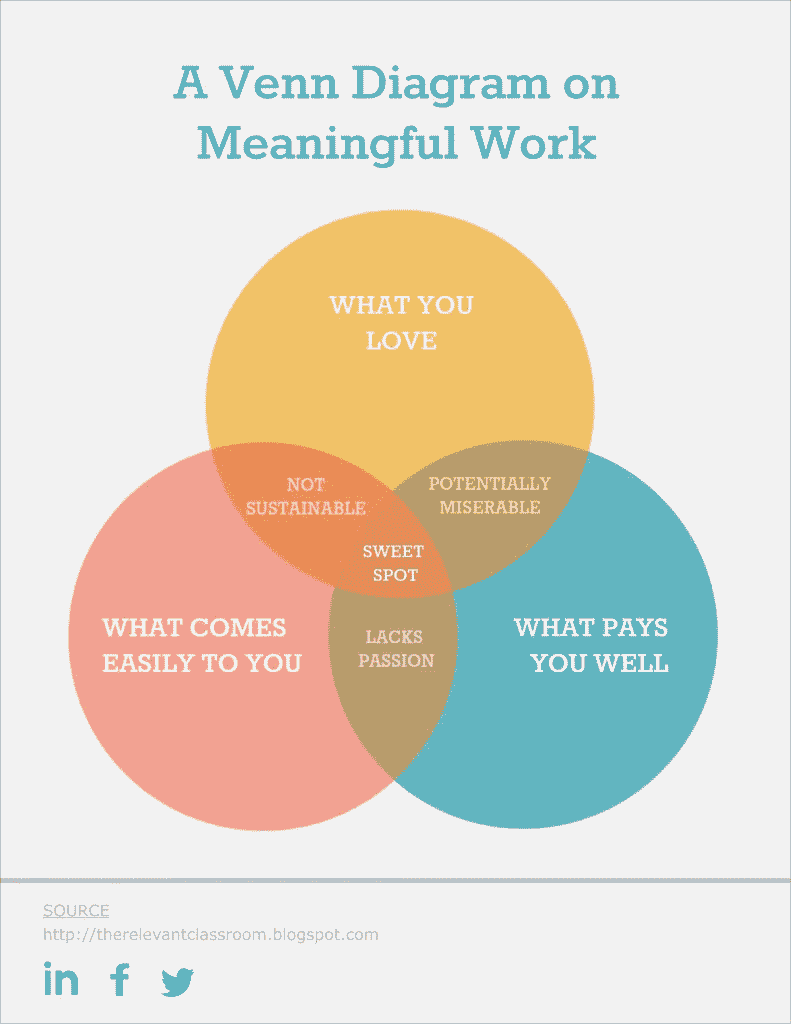 A Venn Diagram on
Meaningful Work
WHAT YOU
LOVE
NOT
SUSTAINABLE
POTENTIALLY
MISERABLE
SWEET
SPOT
WHAT COMES
EASILY TO YOU
LACKS
PASSION
WHAT PAYS
YOU WELL
SOURCE
http://therelevantclassroom.blogspot.com
in f